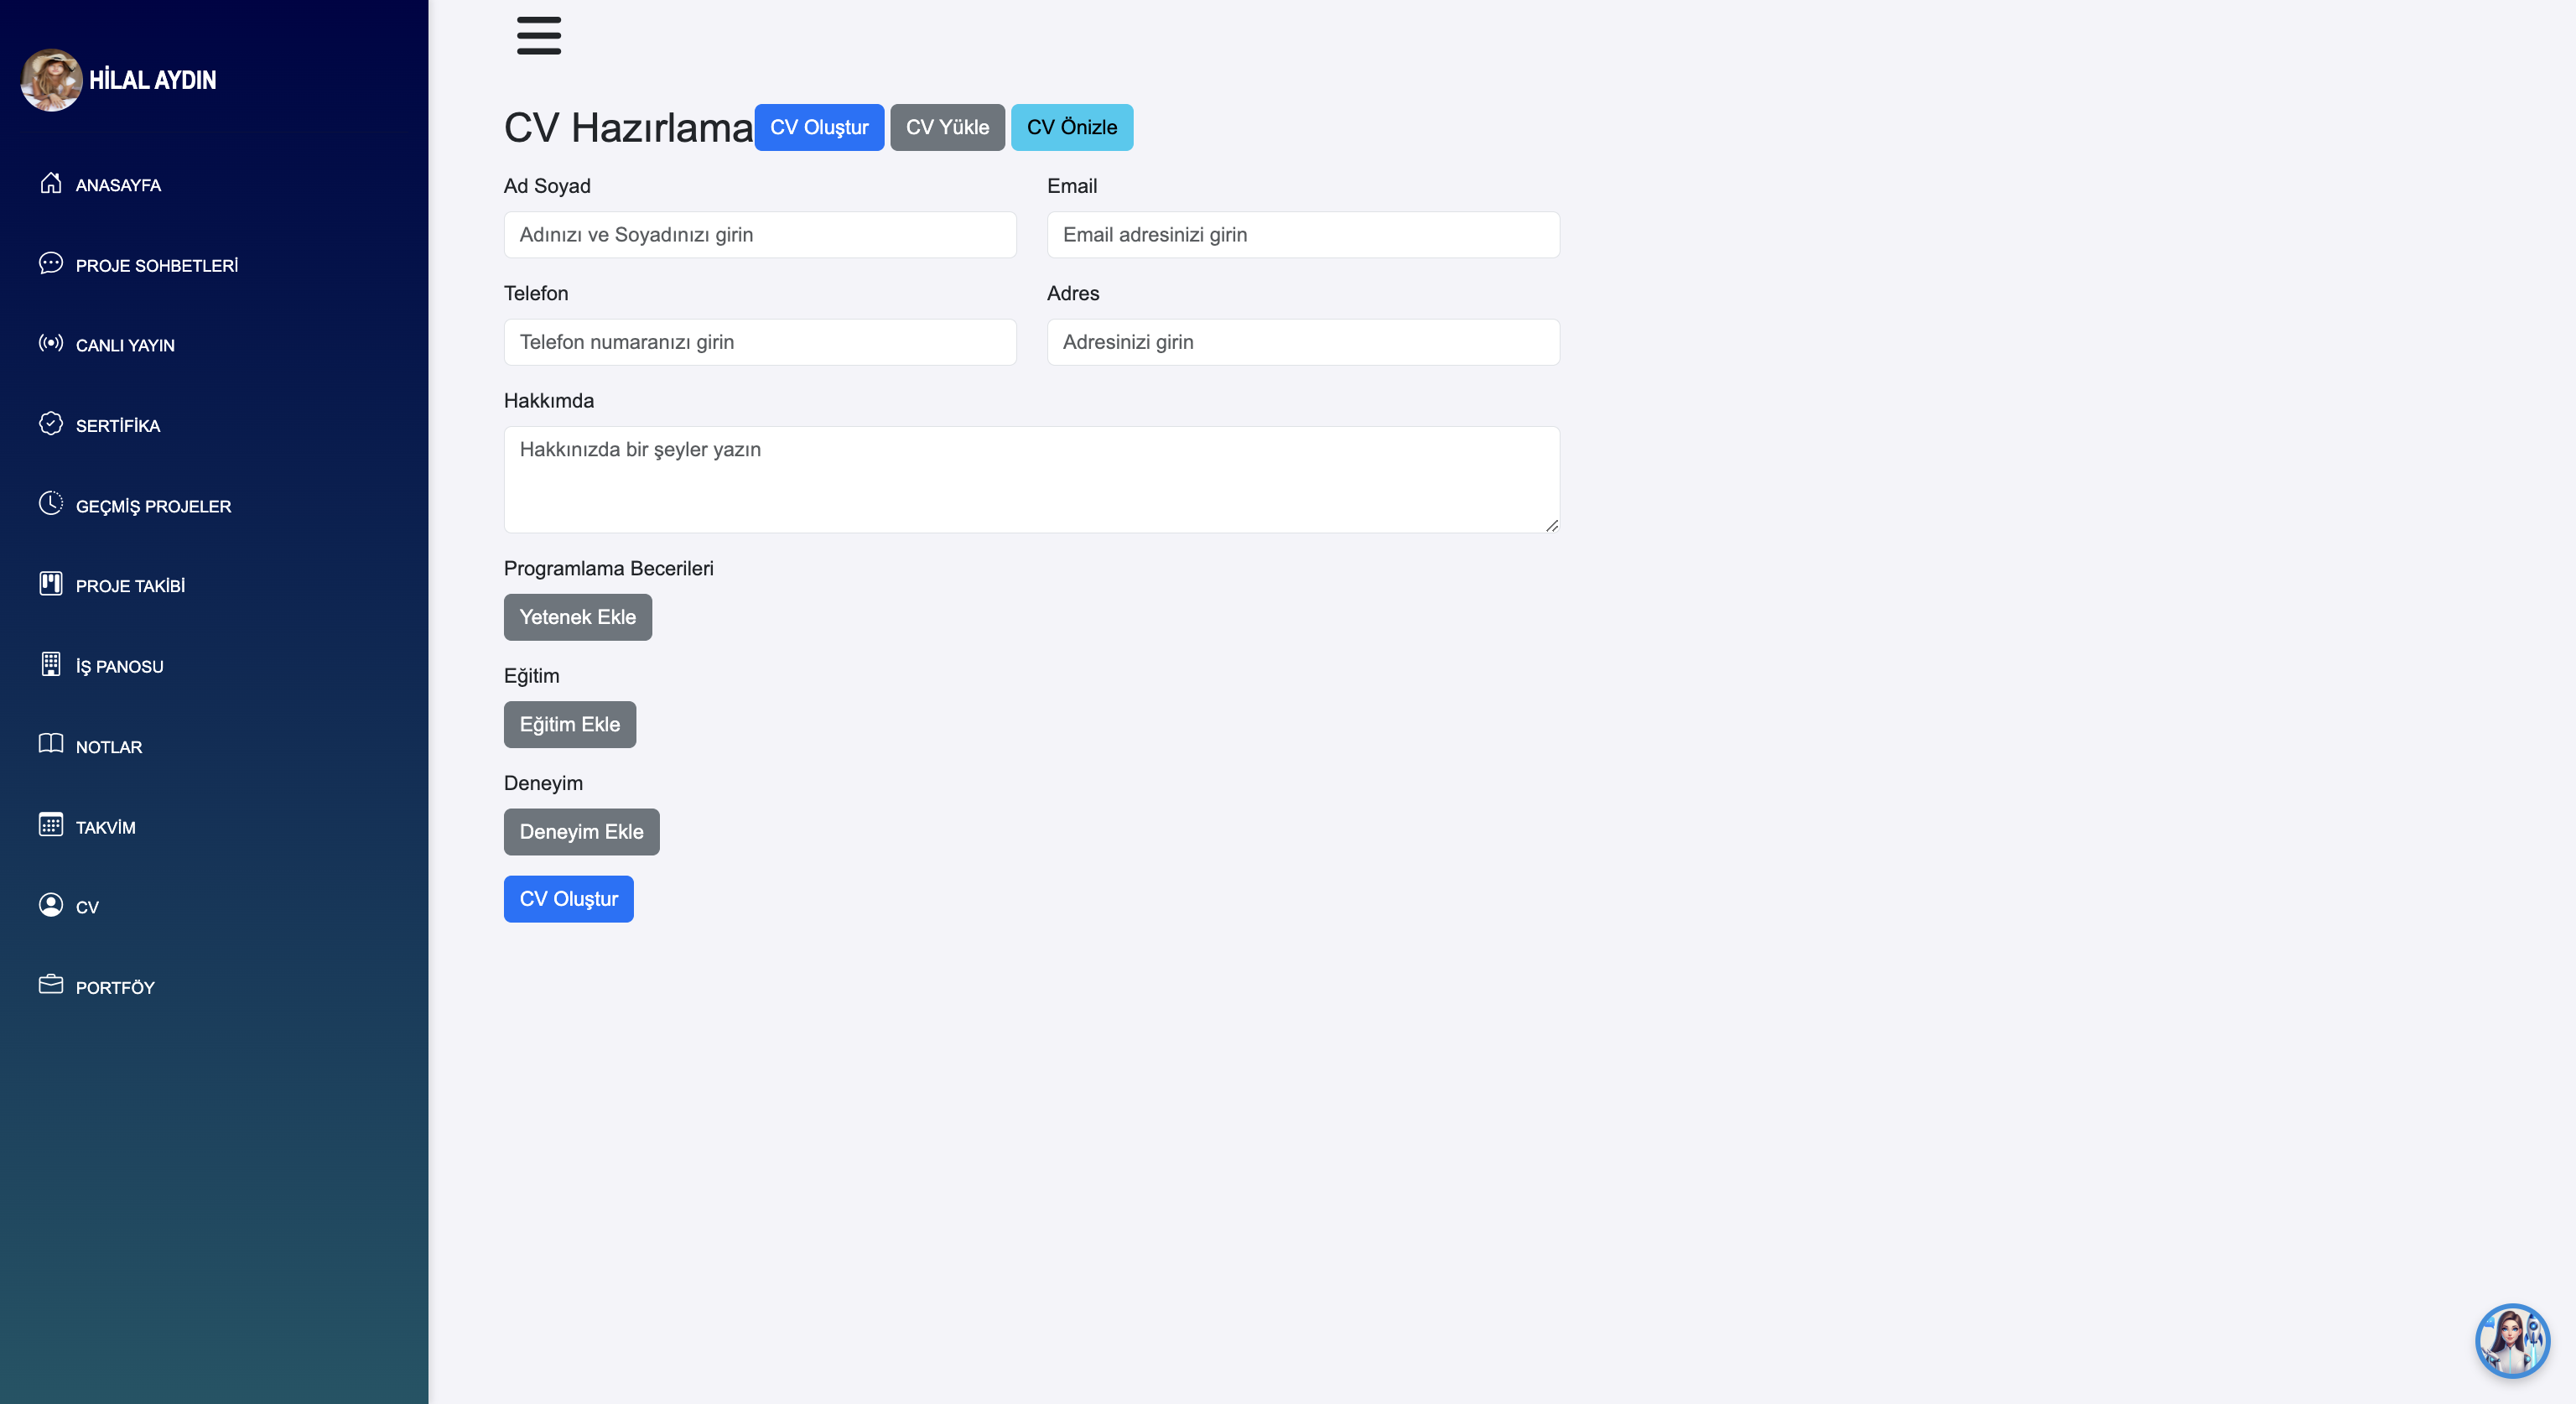 HİLAL AYDIN
ANASAYFA
PROJE SOHBETLERİ
CANLI YAYIN
SERTİFİKA
GEÇMİŞ PROJELER
PROJE TAKİBİ
İŞ PANOSU
NOTLAR
TAKVİM
CV
PORTFÖY
CV Hazırlama CV Oluştur CV Yükle CV Önizle
Ad Soyad Email
Adınızı ve Soyadınızı girin Email adresinizi girin
Telefon Adres
Telefon numaranızı girin Adresinizi girin
Hakkımda
Hakkınızda bir şeyler yazın
Programlama Becerileri
Yetenek Ekle
Eğitim
Eğitim Ekle
Deneyim
Deneyim Ekle
CV Oluştur